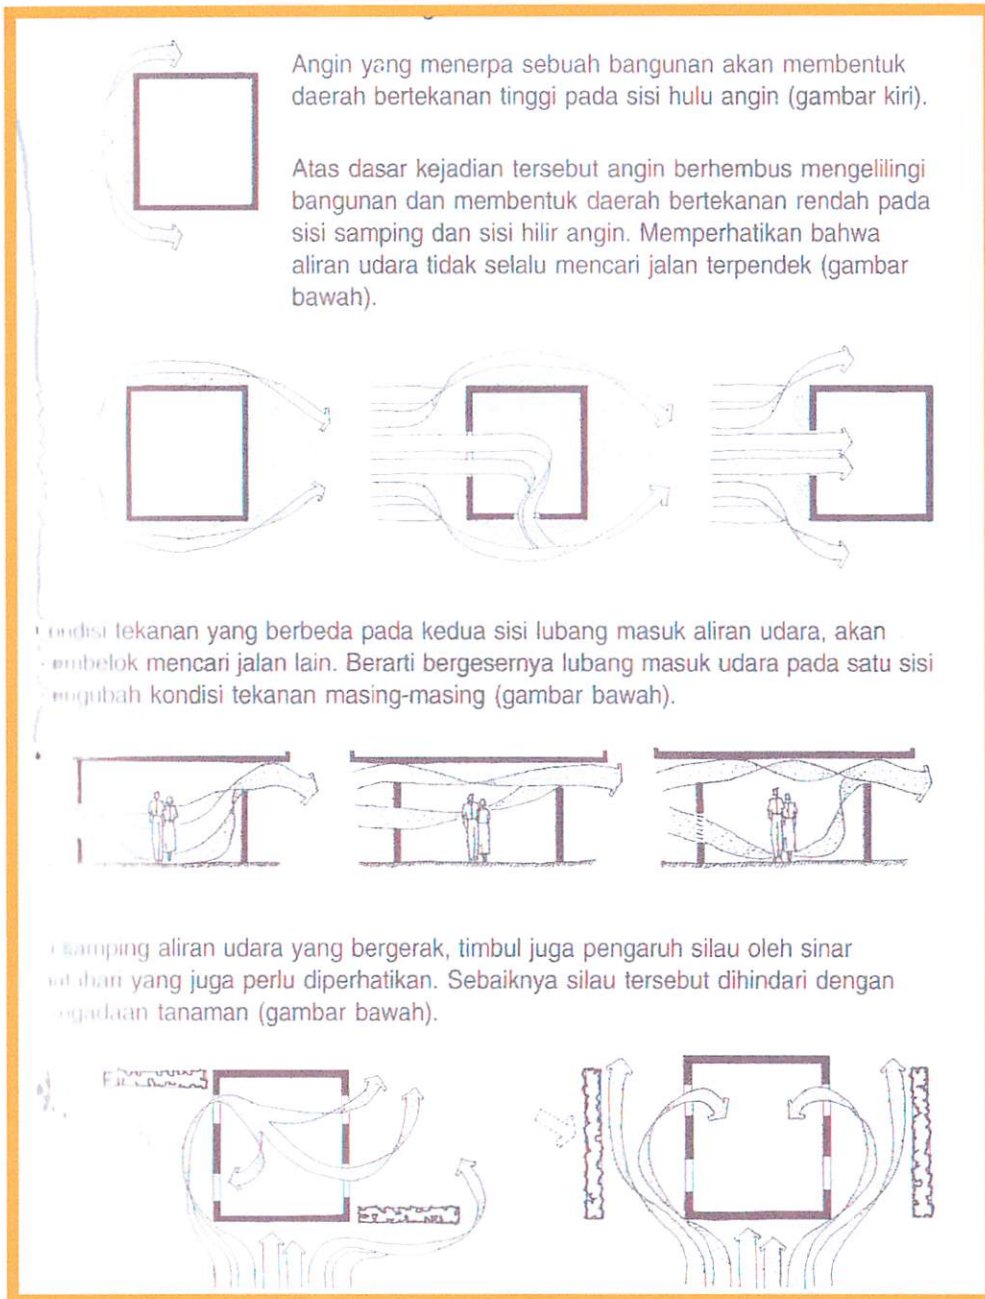 Angin yang menerpa sebuah bangunan akan membentuk
daerah bertekanan tinggi pada sisi hulu angin (gambar kiri).
Atas dasar kejadian tersebut angin berhembus mengelilingi
bangunan dan membentuk daerah bertekanan rendah pada
sisi samping dan sisi hilir angin. Memperhatikan bahwa
aliran udara tidak selalu mencari jalan terpendek (gambar
bawah).
tekanan yang berbeda pada kedua sisi lubang masuk aliran udara, akan
mencari jalan lain. Berarti bergesernya lubang masuk udara pada satu sisi
kondisi tekanan masing-masing (gambar bawah).
samping aliran udara yang bergerak, timbul juga pengaruh silau oleh sinar
yang juga perlu diperhatikan. Sebaiknya silau tersebut dihindari dengan
tanaman (gambar bawah).